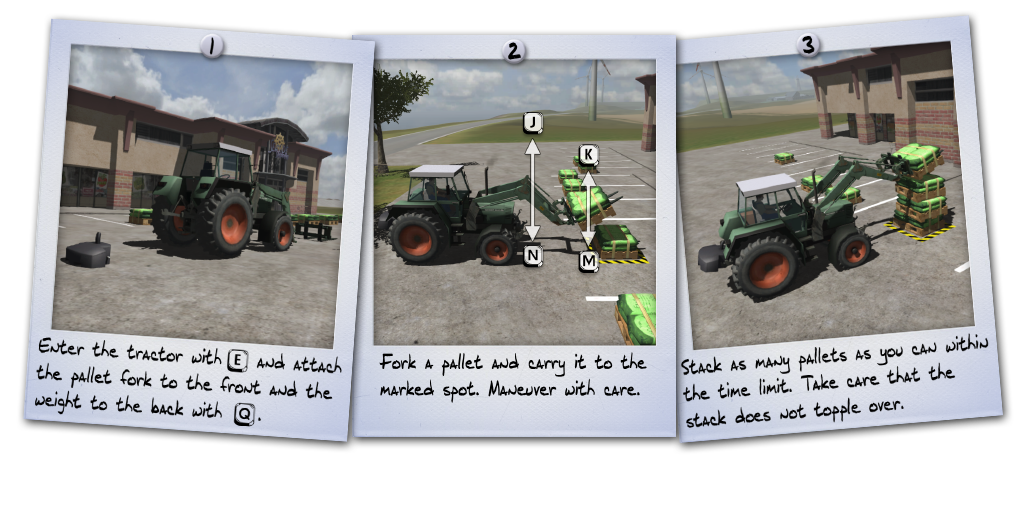 1
Enter the tractor with E and attach
the pallet fork to the front and the
weight to the back with Q.
2
J
K
N
M
Fork a pallet and carry it to the
marked spot. Maneuver with care.
3
Stack as many pallets as you can within
the time limit. Take care that the
stack does not topple over.